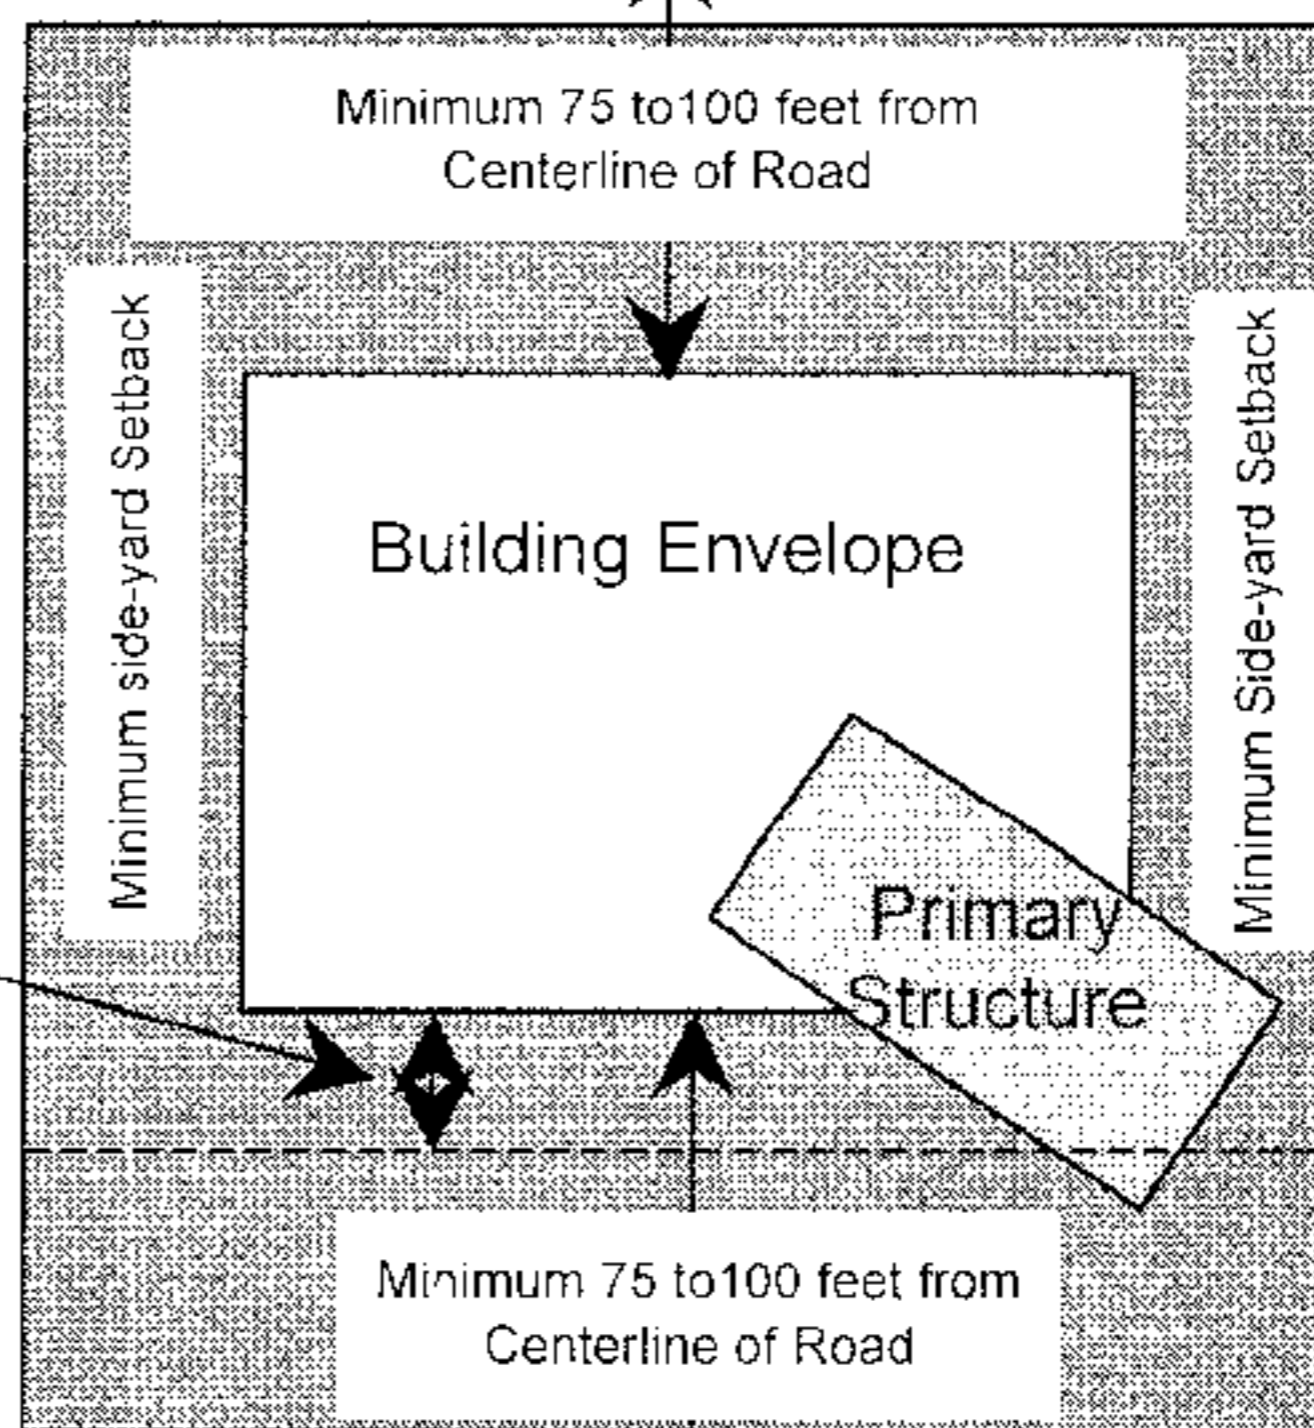 Minimum 75 to100 feet from
Centerline of Road
Minimum side-yard Setback
Minimum Side-yard Setback
Building Envelope
Primary
Structure
Minimum 75 to100 feet from
Centerline of Road